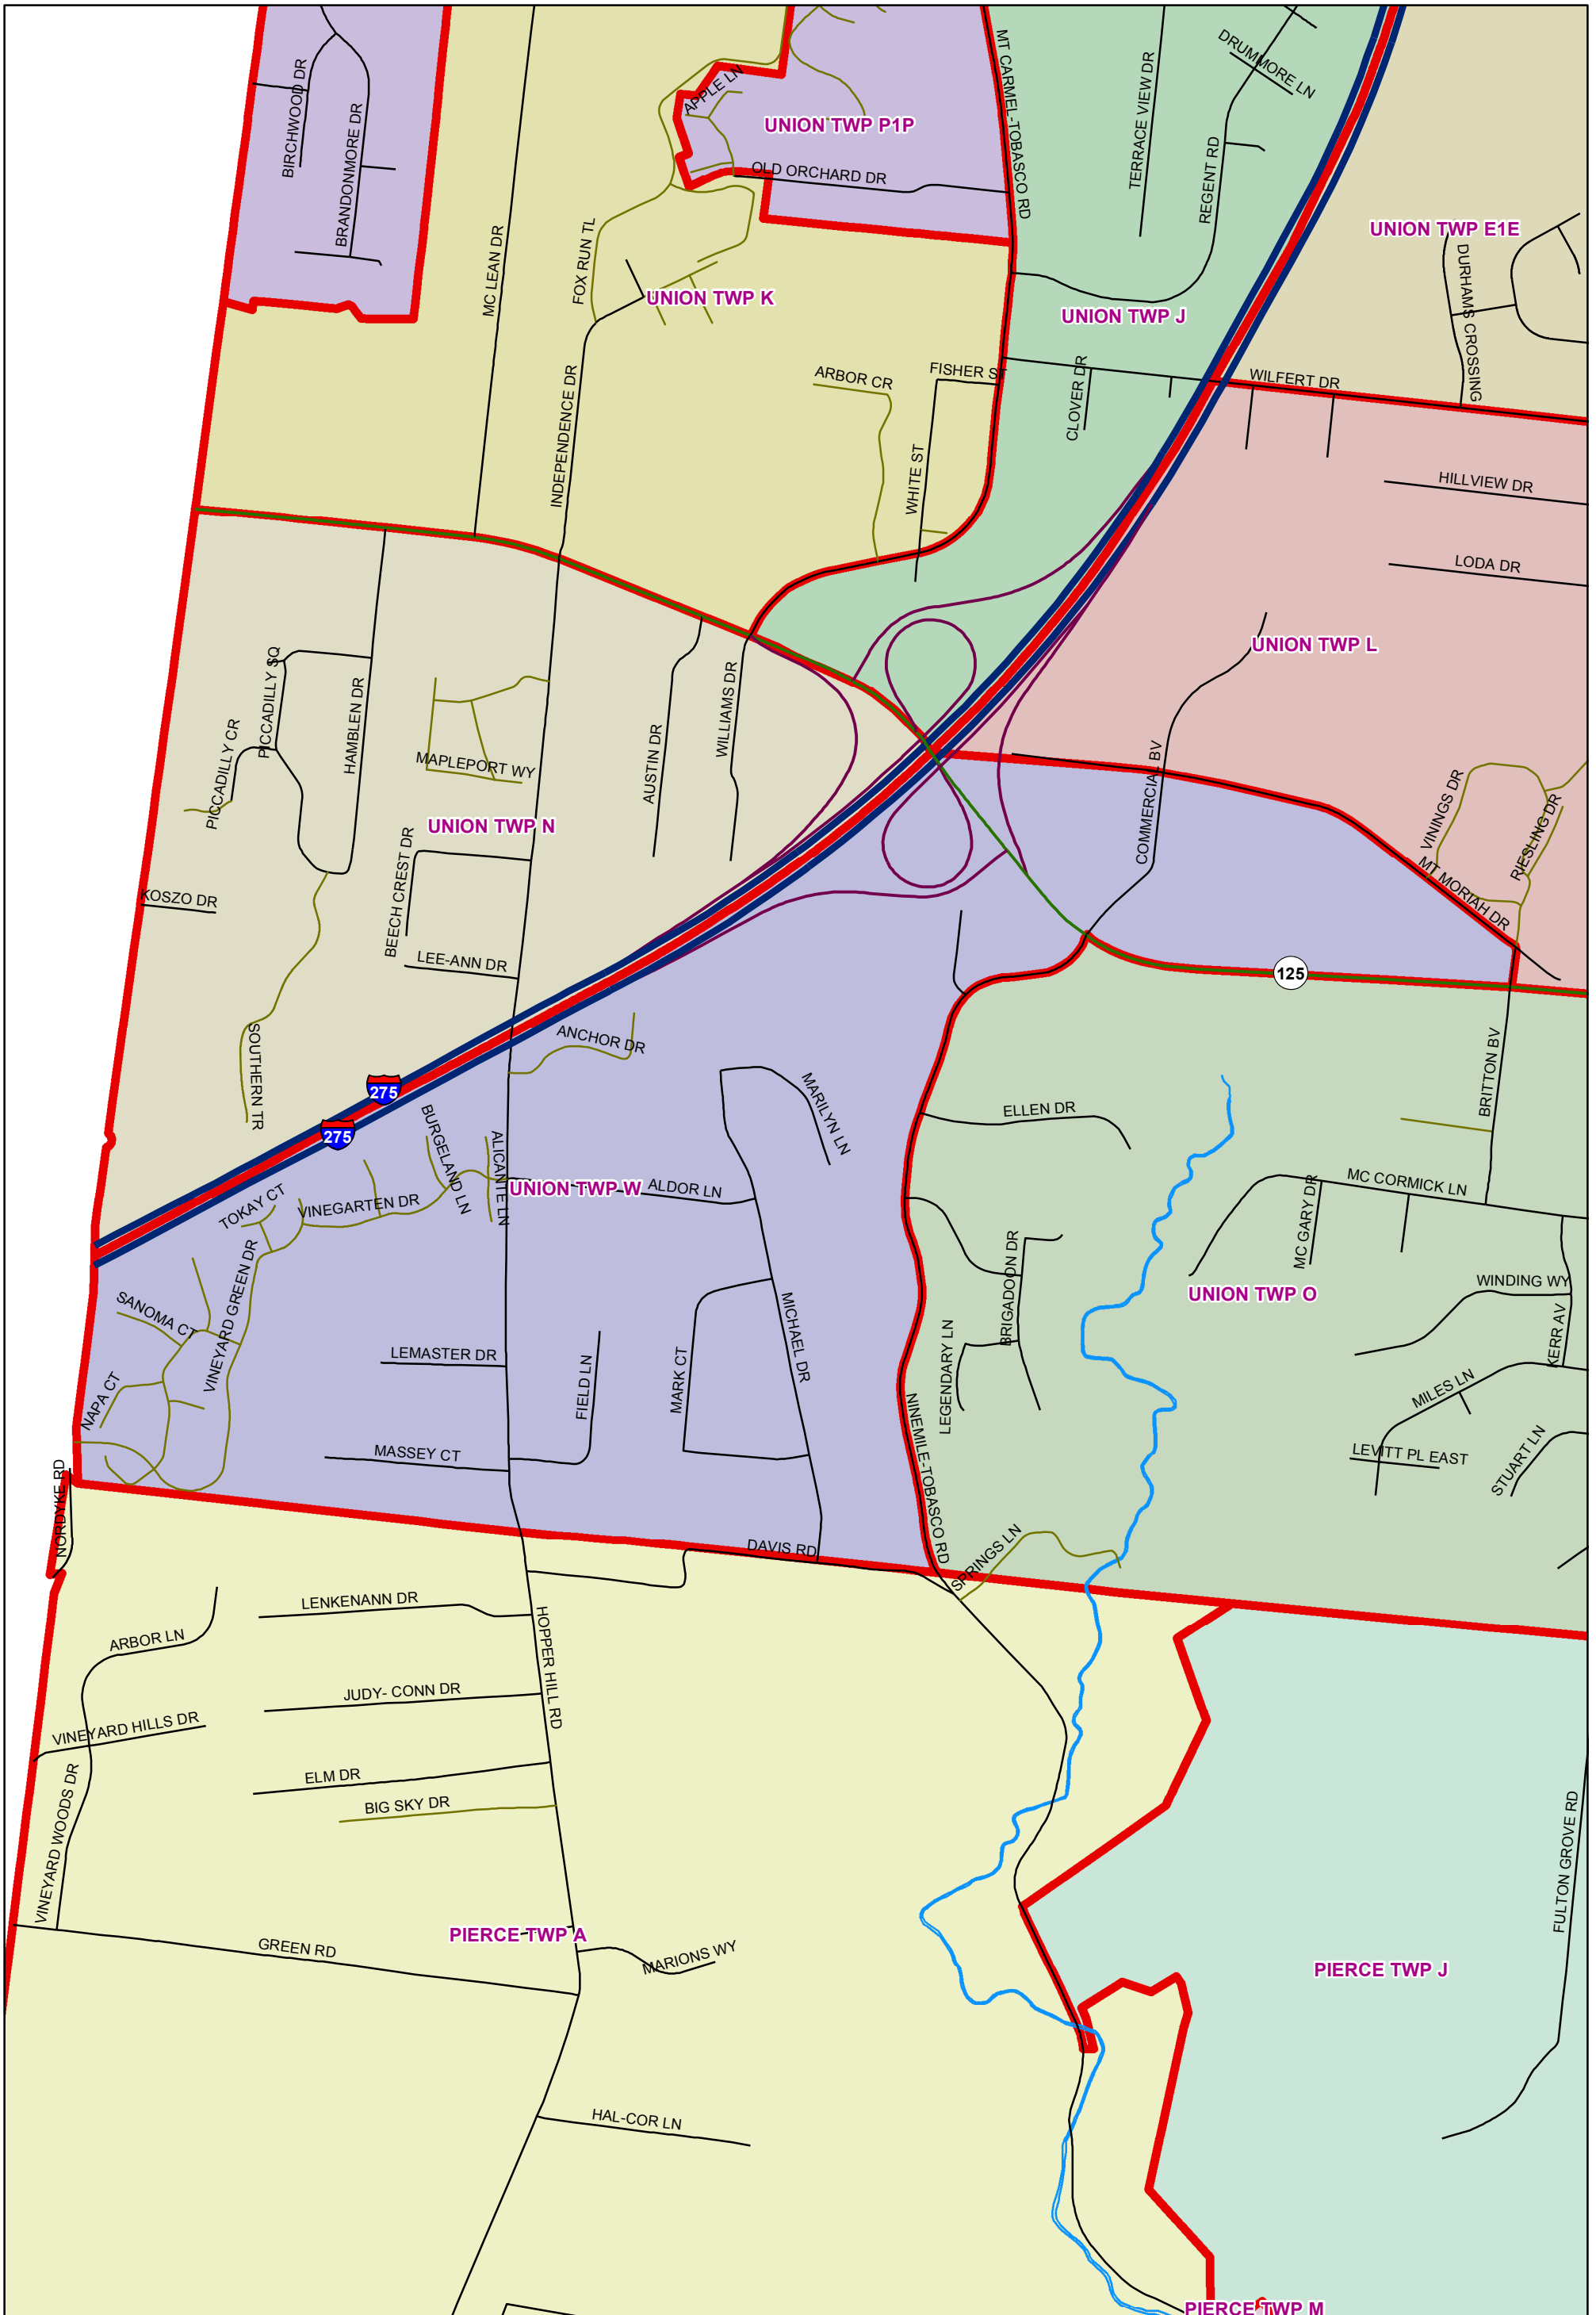 BIRCHWOOD DR
BRANDONMORE DR
MC LEAN DR
APPLE LN
UNION TWP P1P
OLD ORCHARD DR
MT CARMEL-TOBASCO RD
TERRACE VIEW DR
DRUMMORE LN
REGENT RD
UNION TWP E1E
DURHAMS CROSSING
FOX RUN TL
UNION TWP K
UNION TWP J
INDEPENDENCE DR
ARBOR CR
FISHER ST
CLOVER DR
WILFERT DR
WHITE ST
HILLVIEW DR
LODA DR
UNION TWP L
PICCADILLY SQ
PICCADILLY CR
HAMBLEN DR
MAPLEPORT WY
AUSTIN DR
WILLIAMS DR
COMMERCIAL BV
VININGS DR
RIESLING DR
MT MORIAH DR
UNION TWP N
BEECH CREST DR
KOSZO DR
LEE-ANN DR
125
SOUTHERN TR
ANCHOR DR
275
275
BURGELAND LN
ALICANTE LN
MARILYN LN
ELLEN DR
BRITTON BV
TOKAY CT
VINEGARTEN DR
UNION TWP W
ALDOR LN
MC CORMICK LN
MC GARY DR
VINEYARD GREEN DR
SANOMA CT
NAPA CT
BRIGADOON DR
UNION TWP O
WINDING WY
KERR AV
LEMASTER DR
FIELD LN
MARK CT
MICHAEL DR
LEGENDARY LN
MILES LN
NINEMILE-TOBASCO RD
MASSEY CT
LEVITT PL EAST
STUART LN
NORDYKE RD
DAVIS RD
SPRINGS LN
LENKENANN DR
HOPPER HILL RD
ARBOR LN
JUDY- CONN DR
VINEYARD HILLS DR
ELM DR
BIG SKY DR
VINEYARD WOODS DR
FULTON GROVE RD
PIERCE TWP A
GREEN RD
MARIONS WY
PIERCE TWP J
HAL-COR LN
PIERCE TWP M